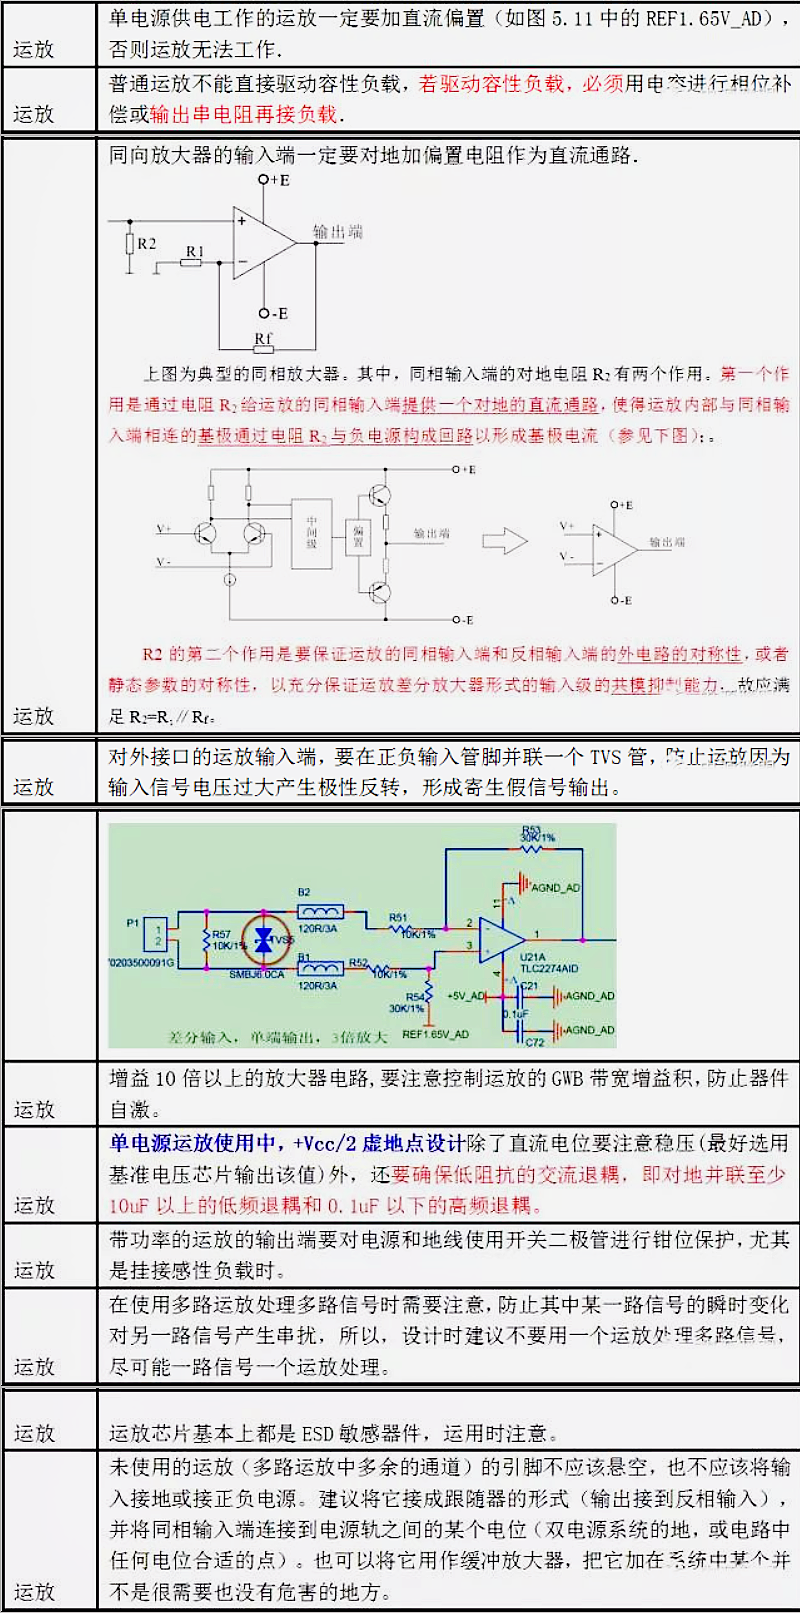 单电源供电工作的运放一定要加直流偏置（如图 5.11 中的 REF1.65V_AD），
运放
否则运放无法工作.
普通运放不能直接驱动容性负载，若驱动容性负载，必须用电容进行相位补
运放
偿或输出串电阻再接负载.
同向放大器的输入端一定要对地加偏置电阻作为直流通路.
+E
+
输出端
R2
R1
−
-E
Rf
上图为典型的同相放大器。其中，同相输入端的对地电阻 R2 有两个作用。第一个作
用是通过电阻 R2 给运放的同相输入端提供一个对地的直流通路，使得运放内部与同相输
入端相连的基极通过电阻 R2 与负电源构成回路以形成基极电流（参见下图）：。
+E
V+
V-
中间级
偏置
输出端
-E
+E
V+
V-
+
−
输出端
-E
R2 的第二个作用是要保证运放的同相输入端和反相输入端的外电路的对称性，或者
静态参数的对称性，以充分保证运放差分放大器形式的输入级的共模抑制能力．故应满
运放
足 R2=R1 // Rf。
对外接口的运放输入端，要在正负输入管脚并联一个 TVS 管，防止运放因为
运放
输入信号电压过大产生极性反转，形成寄生假信号输出。
R53
30K/1%
AGND_AD
11
B2
P1
1
2
R57
10K/1%
TVS5
120R/3A
R51
10K/1%
2
3
1
U21A
TLC2274AID
70203500091G
SMBJ6.0CA
B1
120R/3A
R52
10K/1%
R54
30K/1%
4
+5V_AD
C21
0.1uF
AGND_AD
C72
AGND_AD
REF1.65V_AD
差分输入，单端输出，3倍放大
增益 10 倍以上的放大器电路,要注意控制运放的 GWB 带宽增益积,防止器件
运放
自激。
单电源运放使用中，+Vcc/2 虚地点设计除了直流电位要注意稳压(最好选用
基准电压芯片输出该值)外，还要确保低阻抗的交流退耦，即对地并联至少
运放
10uF 以上的低频退耦和 0.1uF 以下的高频退耦。
带功率的运放的输出端要对电源和地线使用开关二极管进行钳位保护,尤其
运放
是挂接感性负载时。
在使用多路运放处理多路信号时需要注意,防止其中某一路信号的瞬时变化
对另一路信号产生串扰，所以，设计时建议不要用一个运放处理多路信号，
运放
尽可能一路信号一个运放处理。
运放
运放芯片基本上都是 ESD 敏感器件，运用时注意。
未使用的运放（多路运放中多余的通道）的引脚不应该悬空，也不应该将输
入接地或接正负电源。建议将它接成跟随器的形式（输出接到反相输入），
并将同相输入端连接到电源轨之间的某个电位（双电源系统的地，或电路中
任何电位合适的点）。也可以将它用作缓冲放大器，把它加在系统中某个并
运放
不是很需要也没有危害的地方。